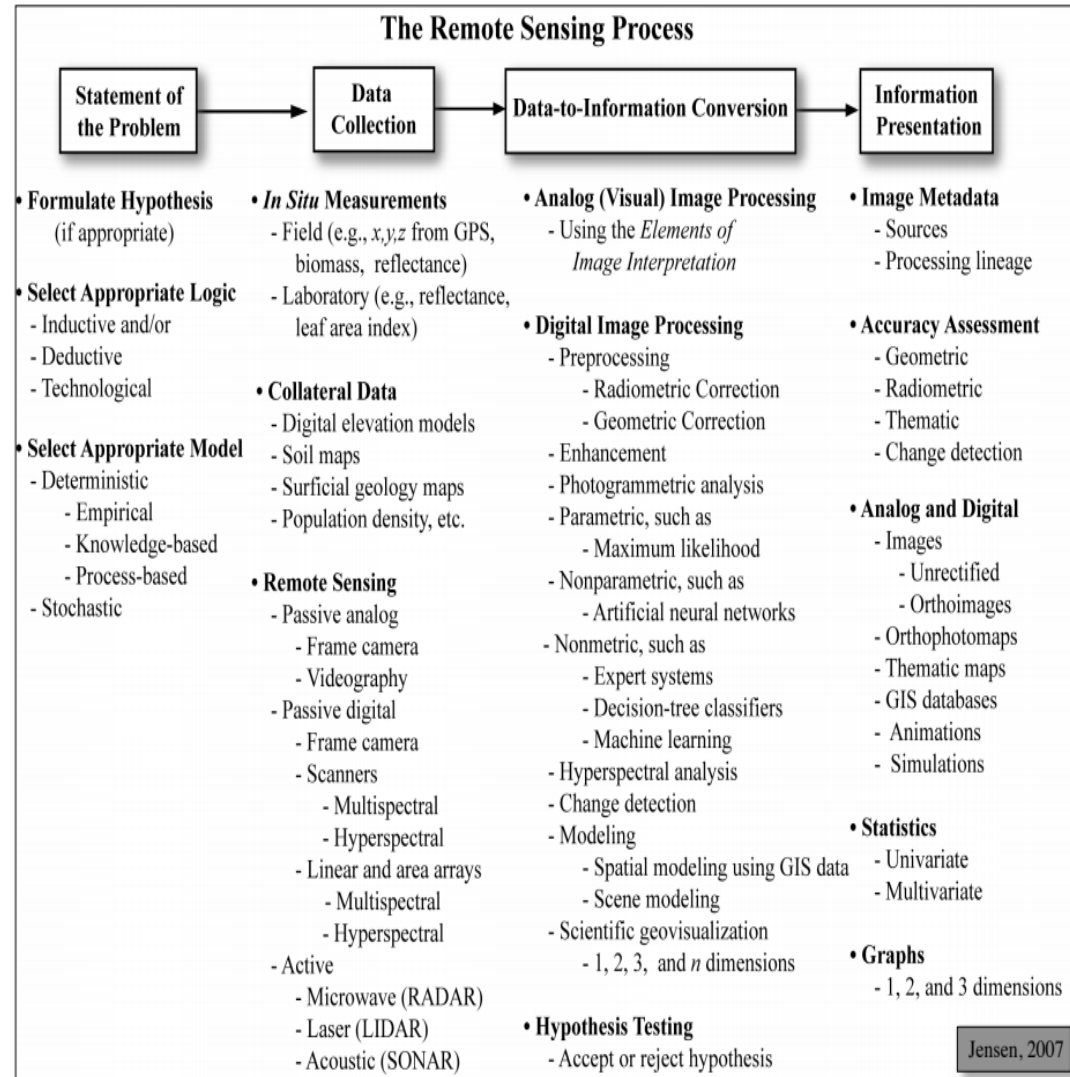 The Remote Sensing Process
Statement of
the Problem
Data
Collection
Data-to-Information Conversion
Information
Presentation
• Formulate Hypothesis
(if appropriate)
• Select Appropriate Logic
- Inductive and/or
- Deductive
- Technological
• Select Appropriate Model
- Deterministic
- Empirical
- Knowledge-based
- Process-based
- Stochastic
• In Situ Measurements
- Field (e.g., x,y,z from GPS,
biomass, reflectance)
- Laboratory (e.g., reflectance,
leaf area index)
• Collateral Data
- Digital elevation models
- Soil maps
- Surficial geology maps
- Population density, etc.
• Remote Sensing
- Passive analog
- Frame camera
- Videography
- Passive digital
- Frame camera
- Scanners
- Multispectral
- Hyperspectral
- Linear and area arrays
- Multispectral
- Hyperspectral
- Active
- Microwave (RADAR)
- Laser (LIDAR)
- Acoustic (SONAR)
• Analog (Visual) Image Processing
- Using the Elements of
Image Interpretation
• Digital Image Processing
- Preprocessing
- Radiometric Correction
- Geometric Correction
- Enhancement
- Photogrammetric analysis
- Parametric, such as
- Maximum likelihood
- Nonparametric, such as
- Artificial neural networks
- Nonmetric, such as
- Expert systems
- Decision-tree classifiers
- Machine learning
- Hyperspectral analysis
- Change detection
- Modeling
- Spatial modeling using GIS data
- Scene modeling
- Scientific geovisualization
- 1, 2, 3, and n dimensions
• Hypothesis Testing
- Accept or reject hypothesis
• Image Metadata
- Sources
- Processing lineage
• Accuracy Assessment
- Geometric
- Radiometric
- Thematic
- Change detection
• Analog and Digital
- Images
- Unrectified
- Orthoimages
- Orthophotomaps
- Thematic maps
- GIS databases
- Animations
- Simulations
• Statistics
- Univariate
- Multivariate
• Graphs
- 1, 2, and 3 dimensions
Jensen, 2007